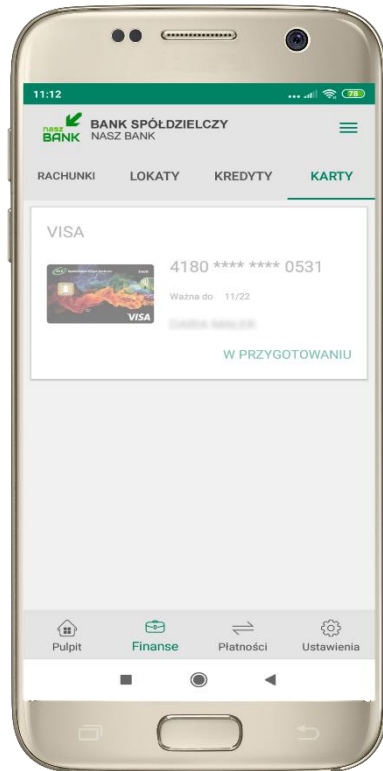 11:12
78
nasz BANK
BANK SPÓŁDZIELCZY
NASZ BANK
RACHUNKI LOKATY KREDYTY KARTY
VISA
4180 **** **** 0531
Ważna do 11/22
VISA
W PRZYGOTOWANIU
Pulpit Finanse Płatności Ustawienia